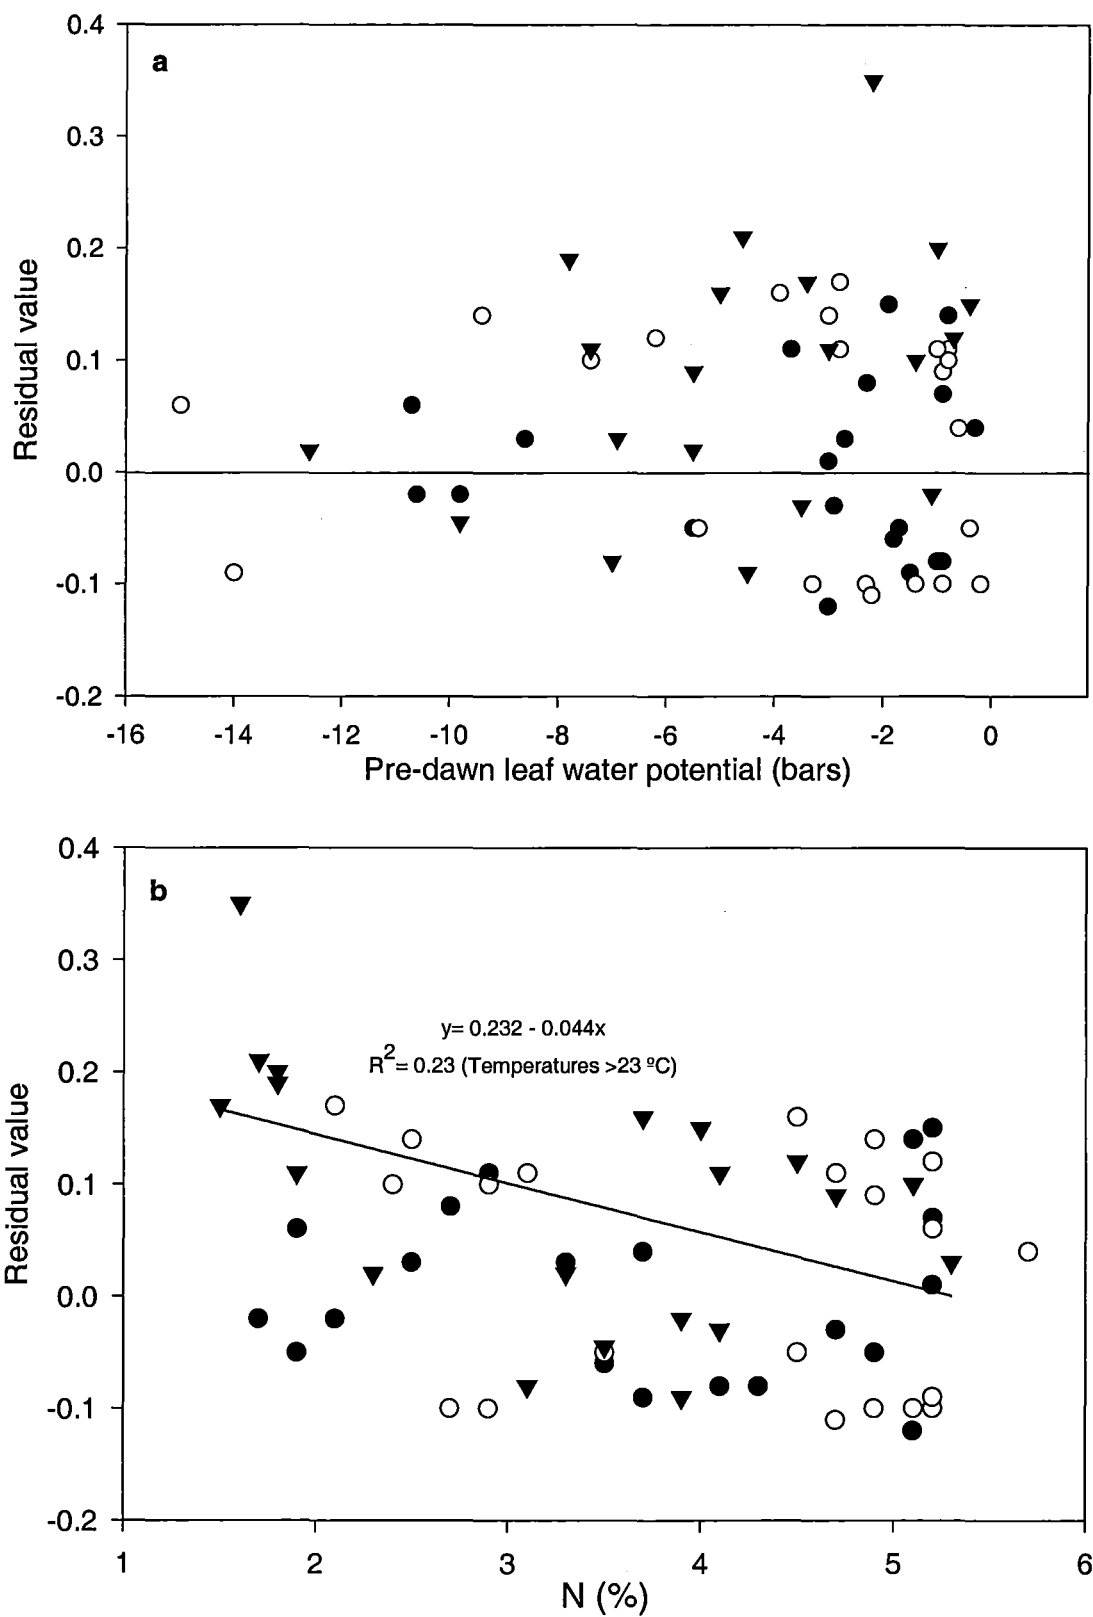 0.4
a
0.3
0.2
0.1
0.0
-0.1
-0.2
Residual value
-16 -14 -12 -10 -8 -6 -4 -2 0
Pre-dawn leaf water potential (bars)
0.4
b
0.3
y= 0.232 - 0.044x
R2= 0.23 (Temperatures >23 ºC)
0.2
0.1
0.0
-0.1
-0.2
Residual value
1 2 3 4 5 6
N (%)